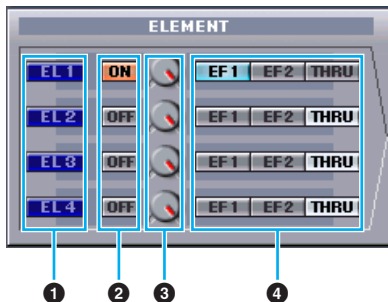 ELEMENT
EL 1 ON EF 1 EF 2 THRU
EL 2 OFF EF 1 EF 2 THRU
EL 3 OFF EF 1 EF 2 THRU
EL 4 OFF EF 1 EF 2 THRU
1 2 3 4